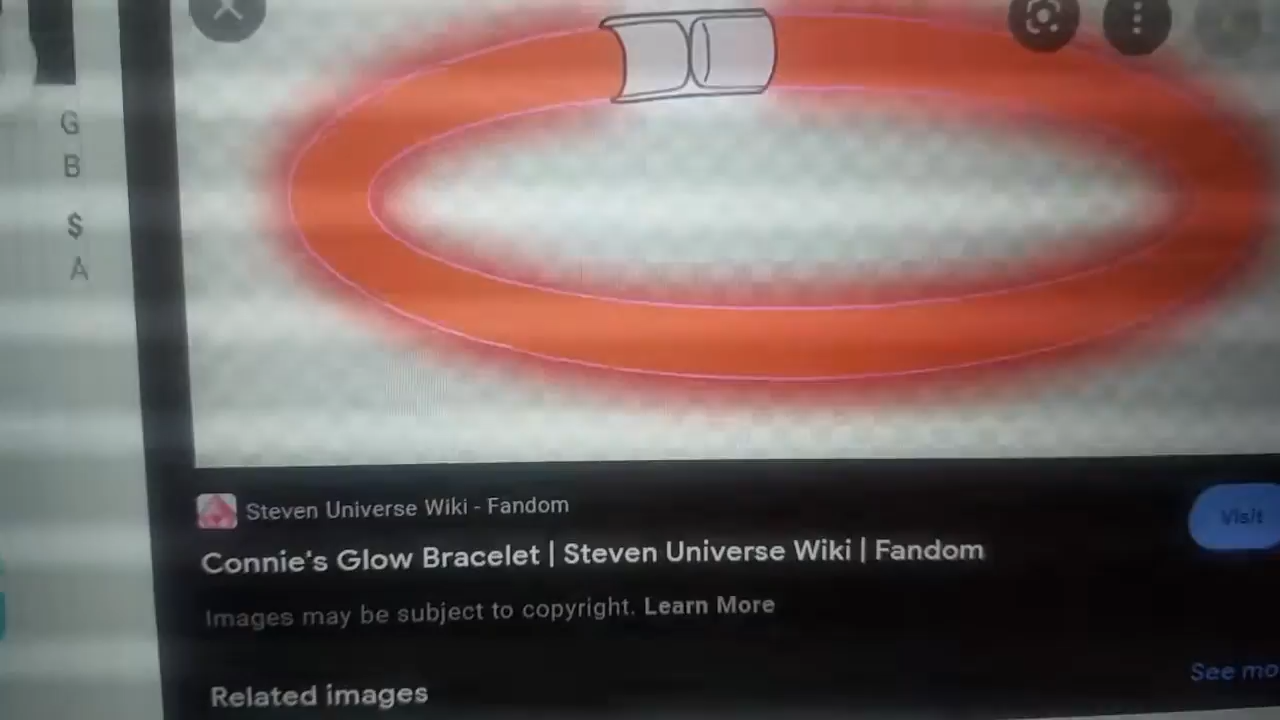 G
B
$
A
Steven Universe Wiki - Fandom
Visit
Connie's Glow Bracelet | Steven Universe Wiki | Fandom
Images may be subject to copyright. Learn More
See mo
Related images